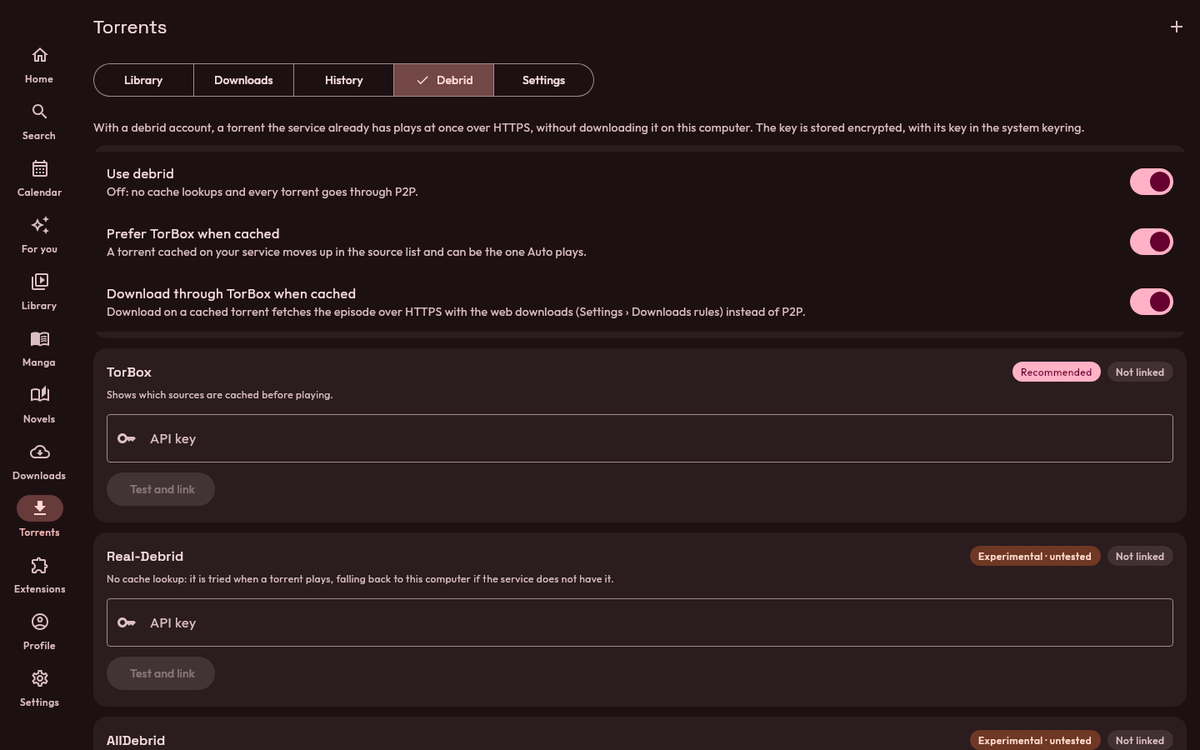 Torrents
Home
Search
Calendar
For you
Library
Manga
Novels
Downloads
Torrents
Extensions
Profile
Settings
Library
Downloads
History
Debrid
Settings
With a debrid account, a torrent the service already has plays at once over HTTPS, without downloading it on this computer. The key is stored encrypted, with its key in the system keyring.
Use debrid
Off: no cache lookups and every torrent goes through P2P.
Prefer TorBox when cached
A torrent cached on your service moves up in the source list and can be the one Auto plays.
Download through TorBox when cached
Download on a cached torrent fetches the episode over HTTPS with the web downloads (Settings › Downloads rules) instead of P2P.
TorBox
Recommended
Not linked
Shows which sources are cached before playing.
API key
Test and link
Real-Debrid
Experimental · untested
Not linked
No cache lookup: it is tried when a torrent plays, falling back to this computer if the service does not have it.
API key
Test and link
AllDebrid
Experimental · untested
Not linked